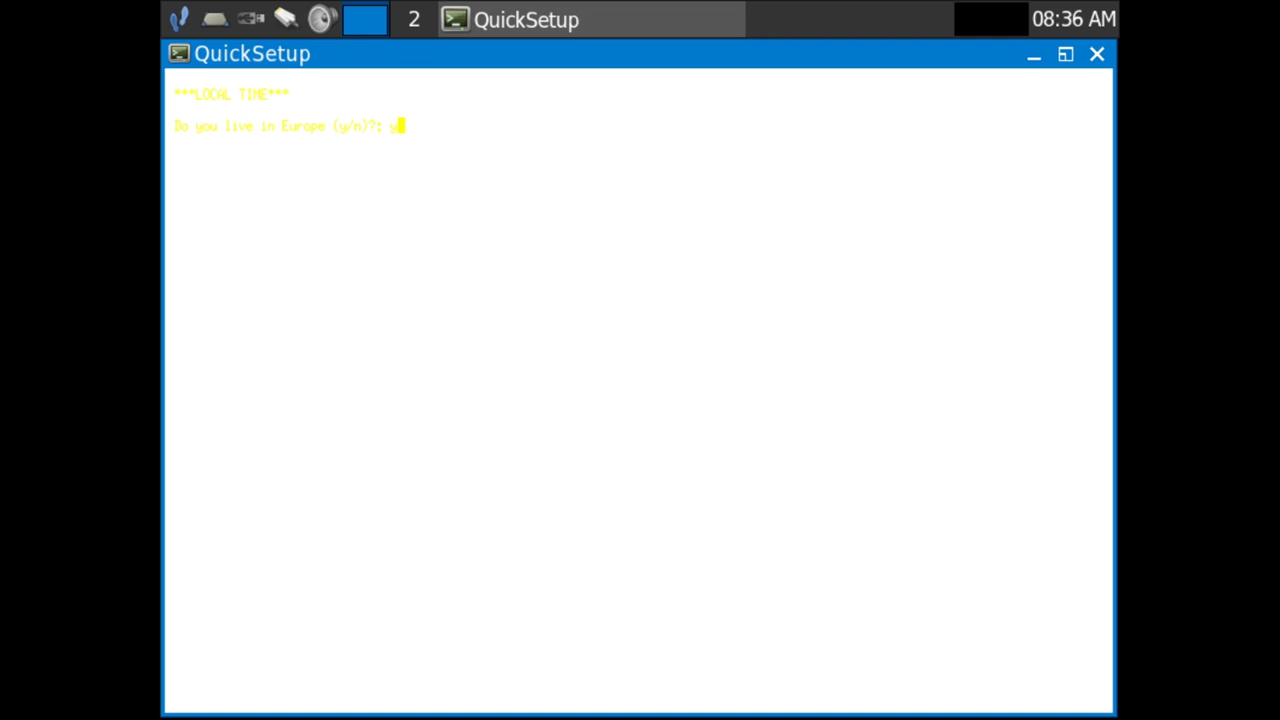 2 QuickSetup 08:36 AM
QuickSetup
***LOCAL TIME***
Do you live in Europe (y/n)?: y